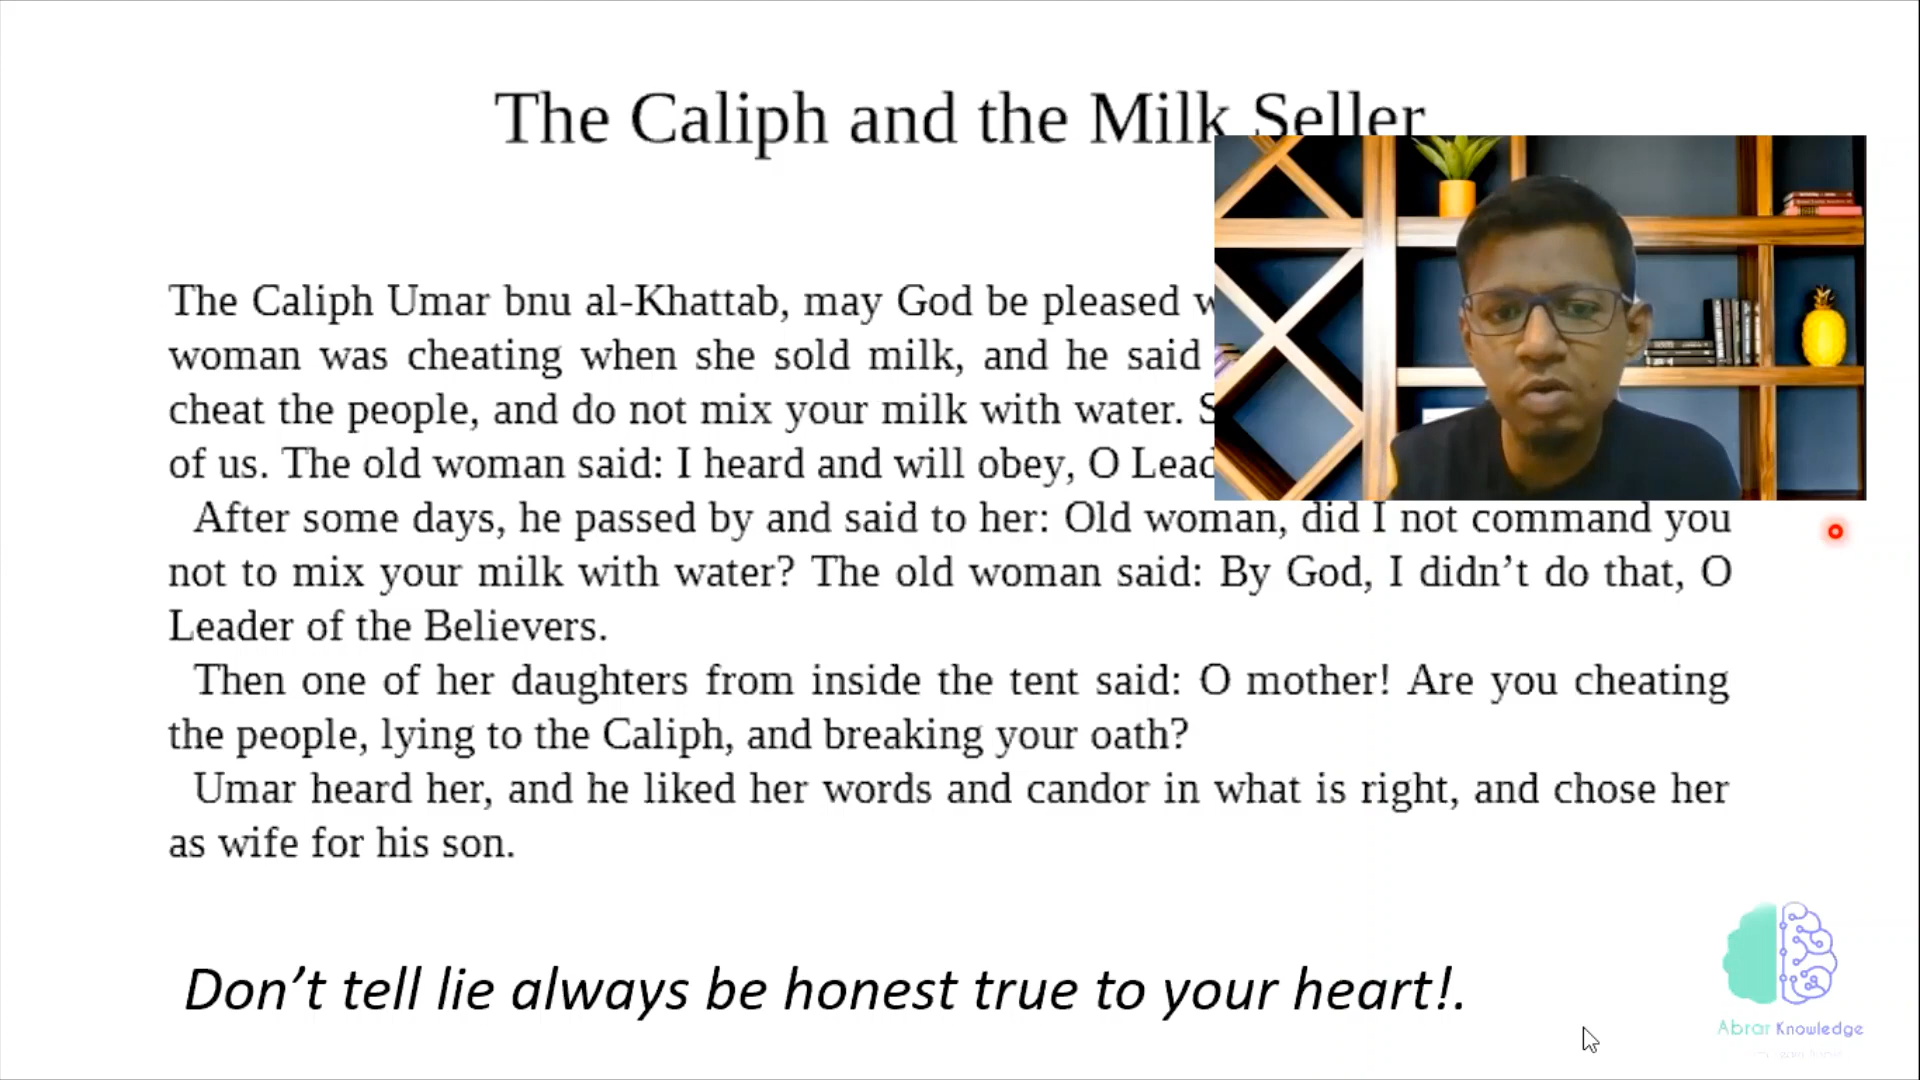 The Caliph and the Milk Seller
The Caliph Umar bnu al-Khattab, may God be pleased
woman was cheating when she sold milk, and he said
cheat the people, and do not mix your milk with water.
of us. The old woman said: I heard and will obey, O
After some days, he passed by and said to her: Old woman, did I not command you
not to mix your milk with water? The old woman said: By God, I didn’t do that, O
Leader of the Believers.
Then one of her daughters from inside the tent said: O mother! Are you cheating
the people, lying to the Caliph, and breaking your oath?
Umar heard her, and he liked her words and candor in what is right, and chose her
as wife for his son.
Don’t tell lie always be honest true to your heart!.
Abrar Knowledge